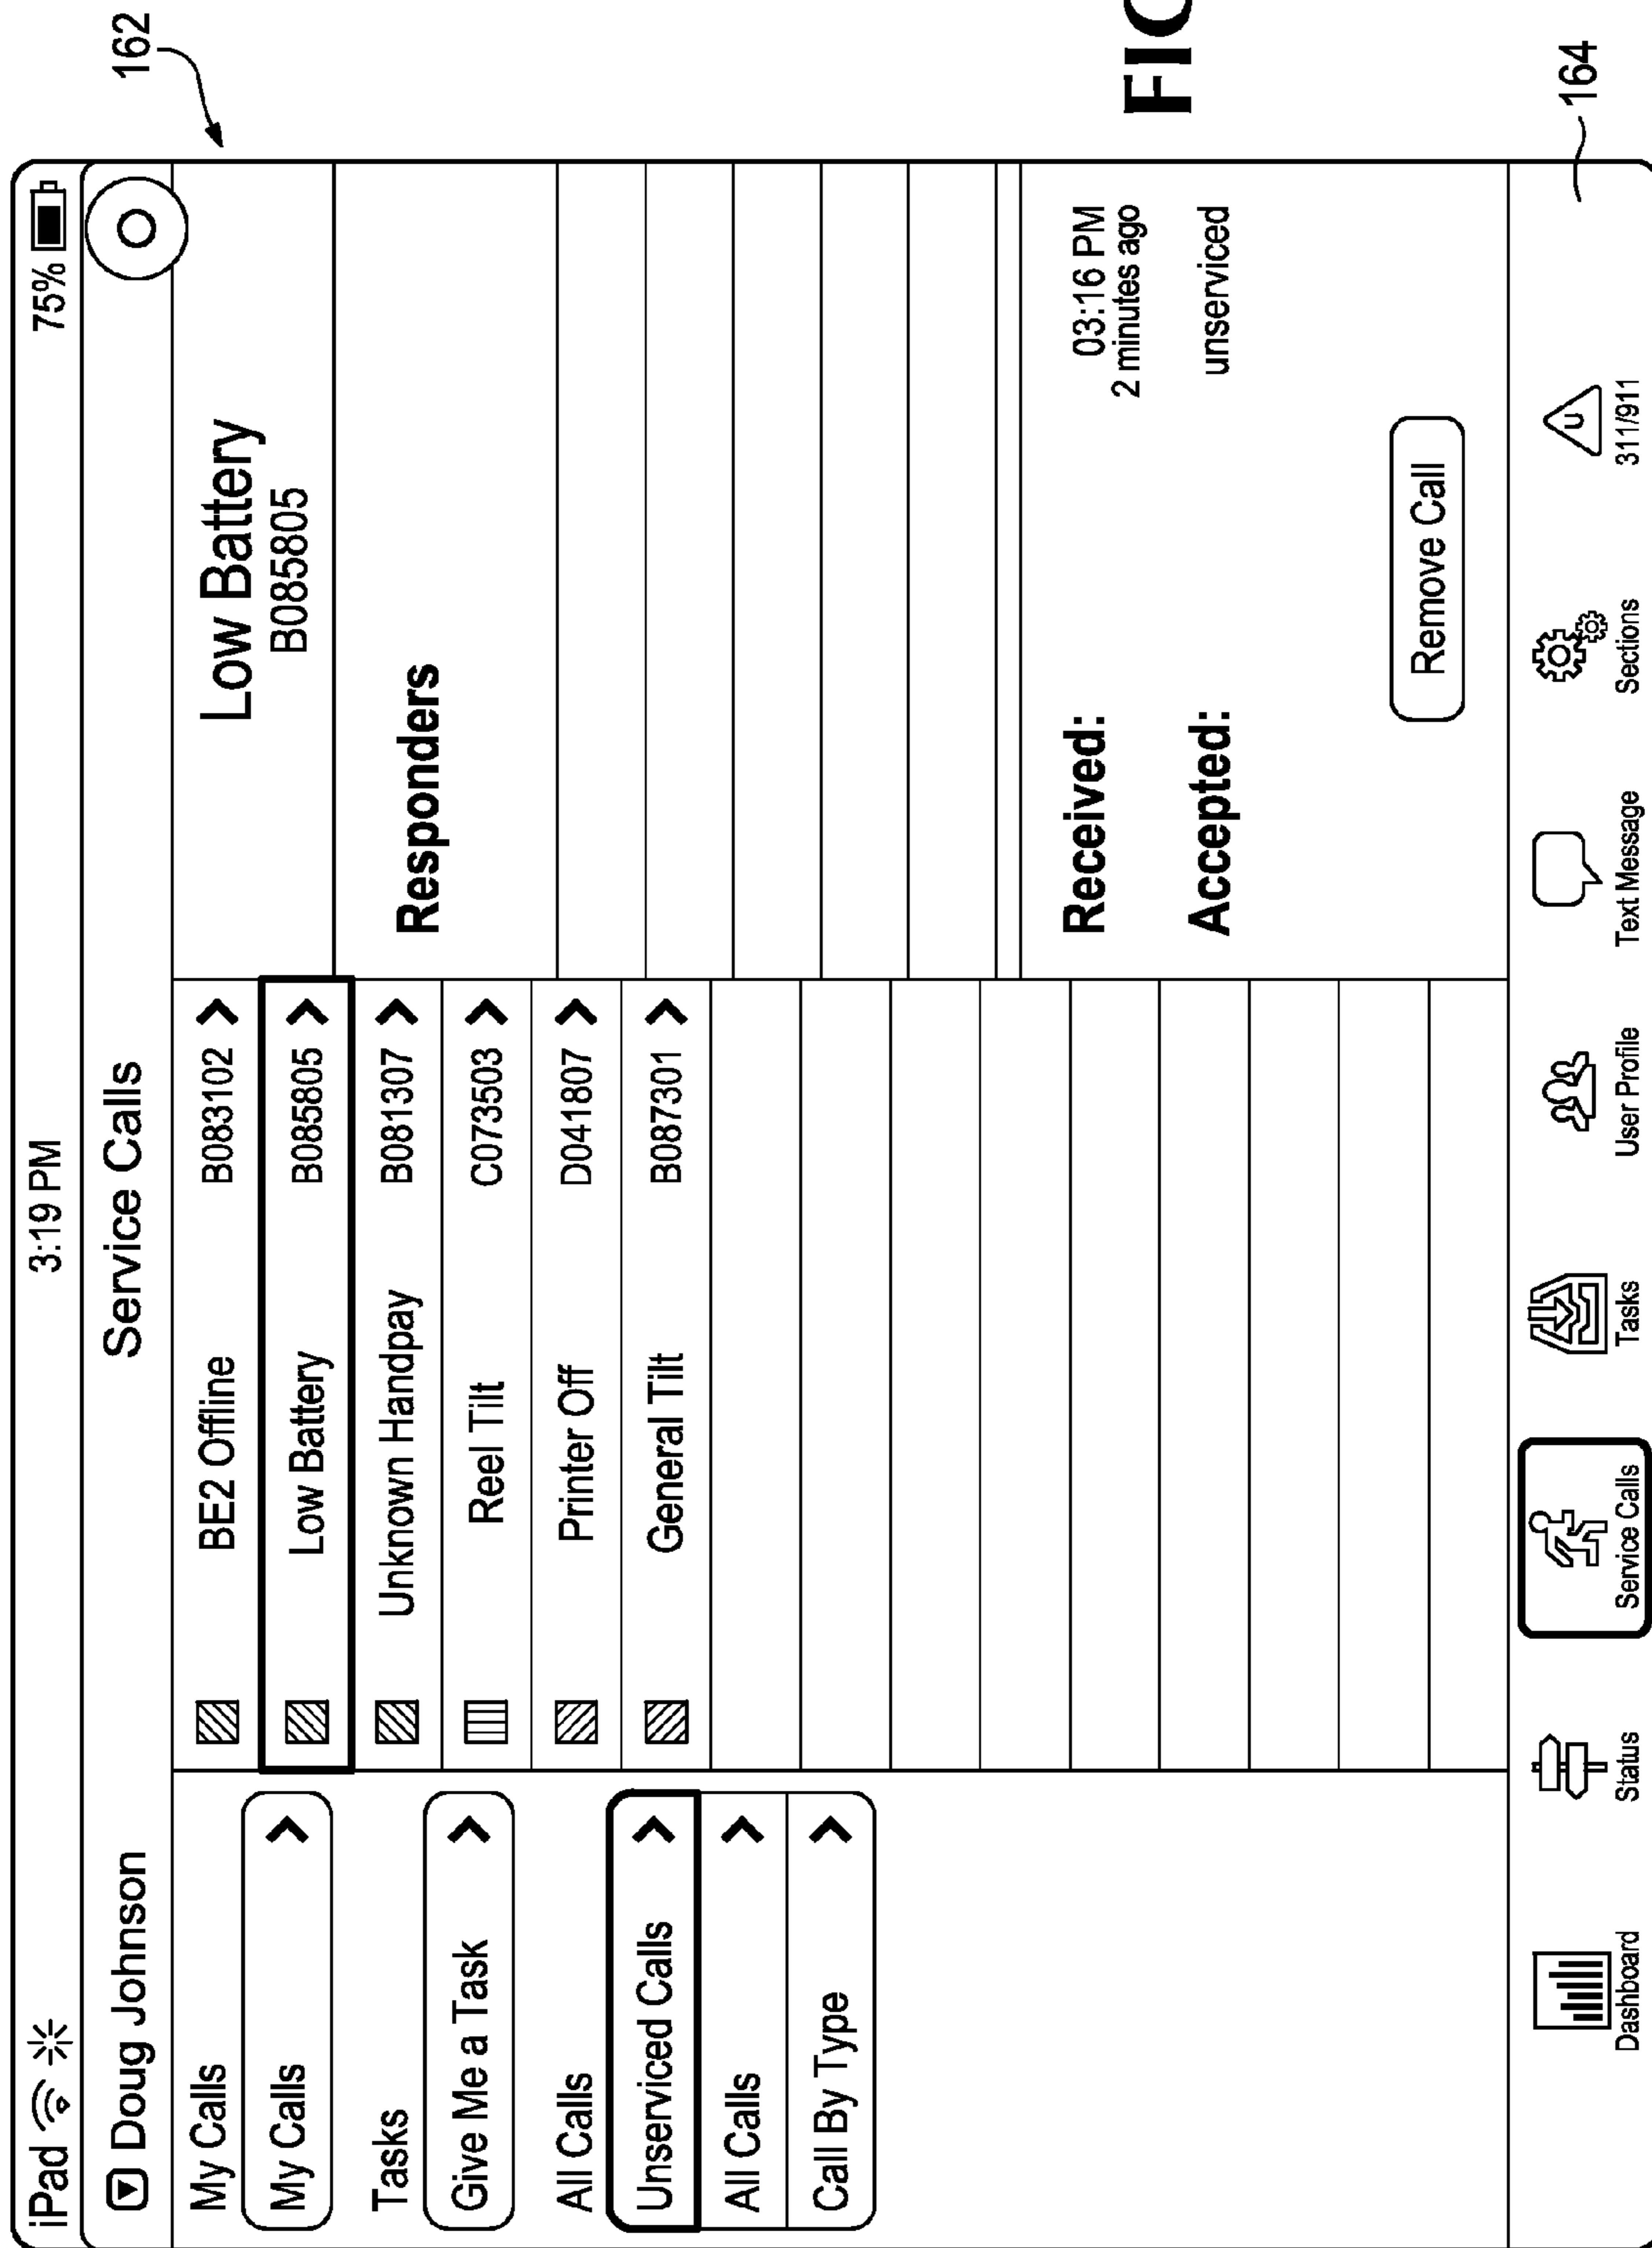 iPad 3:19 PM 75%
Doug Johnson Service Calls
My Calls
My Calls
Tasks
Give Me a Task
All Calls
Unserviced Calls
All Calls
Call By Type
BE2 Offline B083102
Low Battery B085805
Unknown Handpay B081307
Reel Tilt C073503
Printer Off D041807
General Tilt B087301
Low Battery
B085805
Responders
Received: 03:16 PM
2 minutes ago
Accepted: unserviced
Remove Call
Dashboard Status Service Calls Tasks User Profile Text Message Sections 311/911
162
164